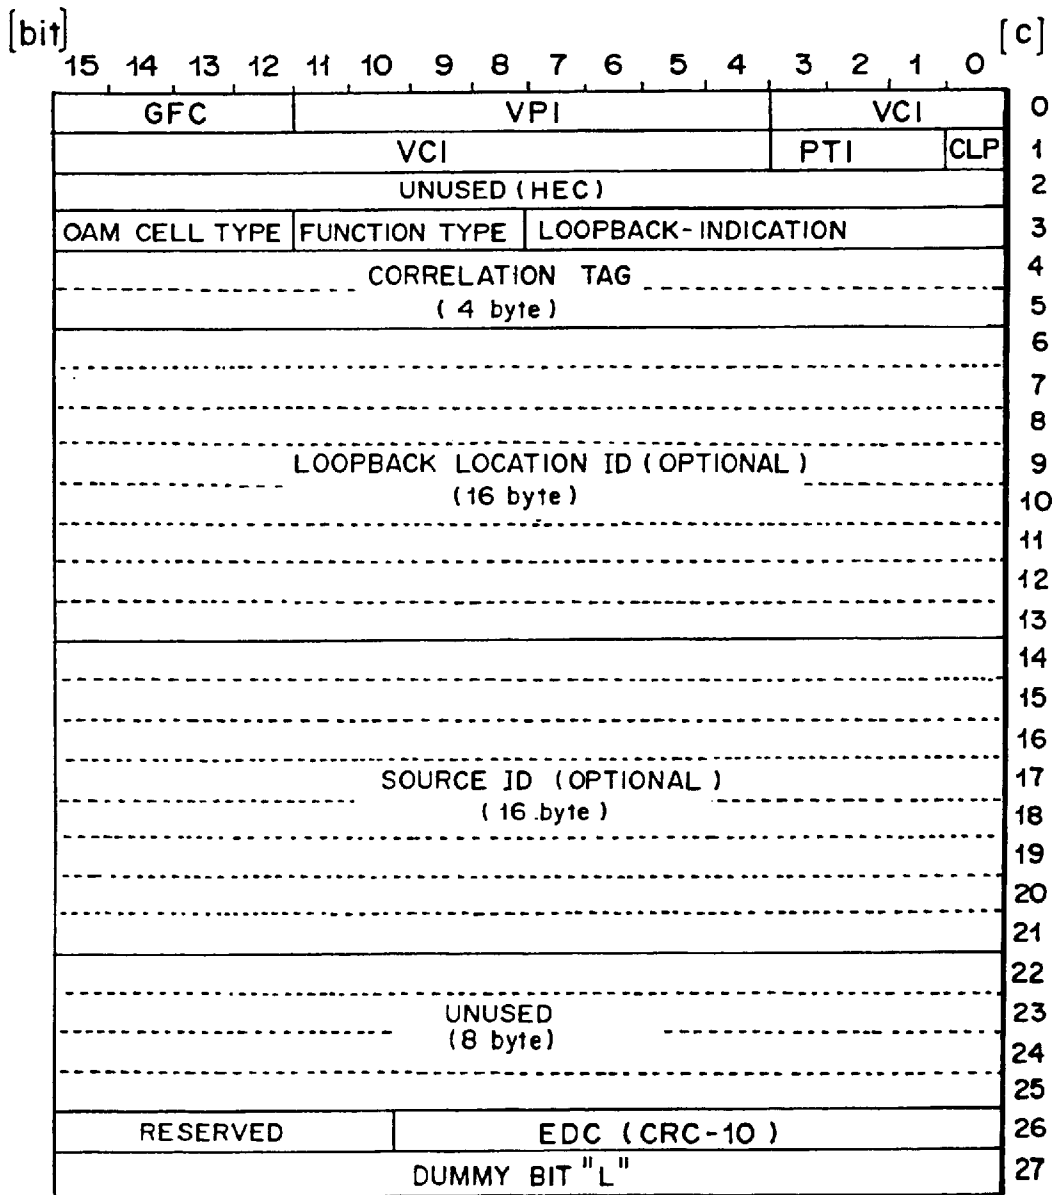 [bit] [C]
15 14 13 12 11 10 9 8 7 6 5 4 3 2 1 0
GFC VPI VCI 0
VCI PTI CLP 1
UNUSED (HEC) 2
OAM CELL TYPE FUNCTION TYPE LOOPBACK-INDICATION 3
CORRELATION TAG 4
(4 byte) 5
6
7
8
LOOPBACK LOCATION ID (OPTIONAL) 9
(16 byte) 10
11
12
13
14
15
16
SOURCE ID (OPTIONAL) 17
(16 byte) 18
19
20
21
22
UNUSED 23
(8 byte) 24
25
RESERVED EDC (CRC-10) 26
DUMMY BIT "L" 27